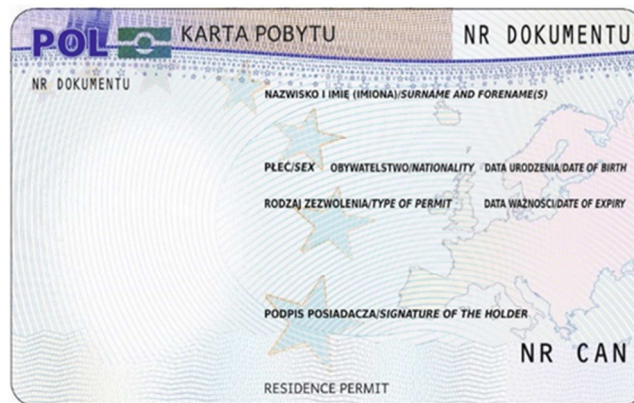 POL KARTA POBYTU NR DOKUMENTU
NR DOKUMENTU
NAZWISKO I IMIĘ (IMIONA)/SURNAME AND FORENAME(S)
PŁEĆ/SEX OBYWATELSTWO/NATIONALITY DATA URODZENIA/DATE OF BIRTH
RODZAJ ZEZWOLENIA/TYPE OF PERMIT DATA WAŻNOŚCI/DATE OF EXPIRY
PODPIS POSIADACZA/SIGNATURE OF THE HOLDER
NR CAN
RESIDENCE PERMIT